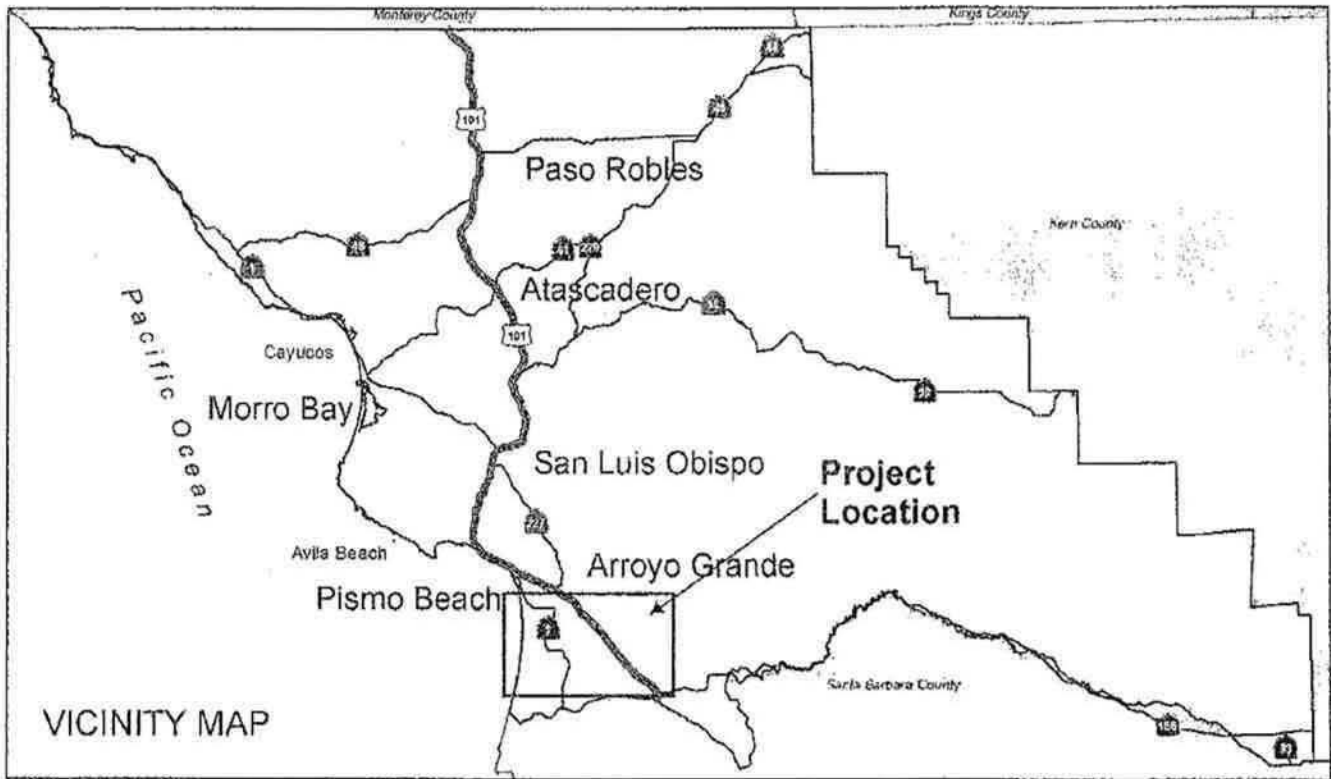 Monterey County
Kings County
101
Paso Robles
Kern County
Atascadero
101
Pacific Ocean
Cayucos
Morro Bay
San Luis Obispo
Project
Location
227
Avila Beach
Arroyo Grande
Pismo Beach
1
Santa Barbara County
VICINITY MAP
166